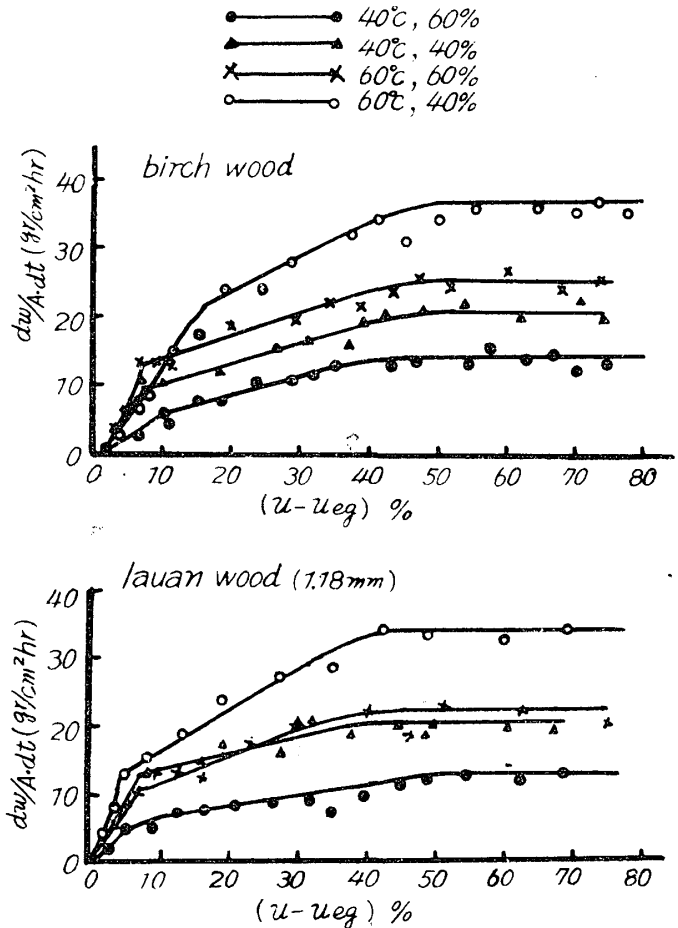 40°C, 60%
40°C, 40%
60°C, 60%
60°C, 40%
birch wood
dw/A·dt (gr/cm²hr)
40
30
20
10
0
0 10 20 30 40 50 60 70 80
(u-ueg) %
lauan wood (1.18mm)
dw/A·dt (gr/cm²hr)
40
30
20
10
0
0 10 20 30 40 50 60 70 80
(u-ueg) %